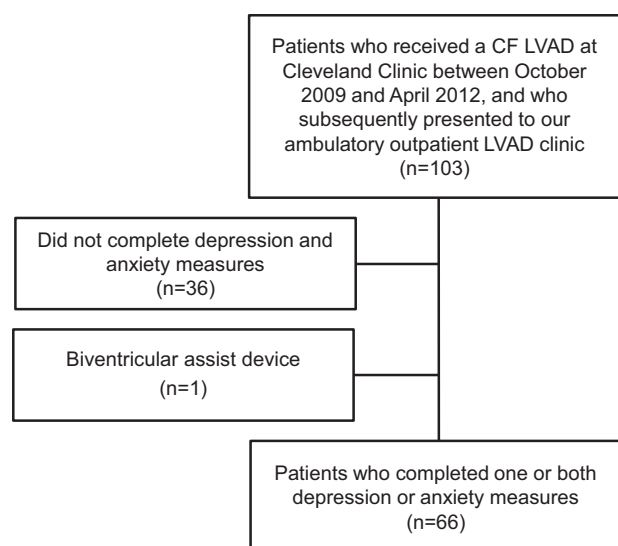 Patients who received a CF LVAD at
Cleveland Clinic between October
2009 and April 2012, and who
subsequently presented to our
ambulatory outpatient LVAD clinic
(n=103)
Did not complete depression and
anxiety measures
(n=36)
Biventricular assist device
(n=1)
Patients who completed one or both
depression or anxiety measures
(n=66)